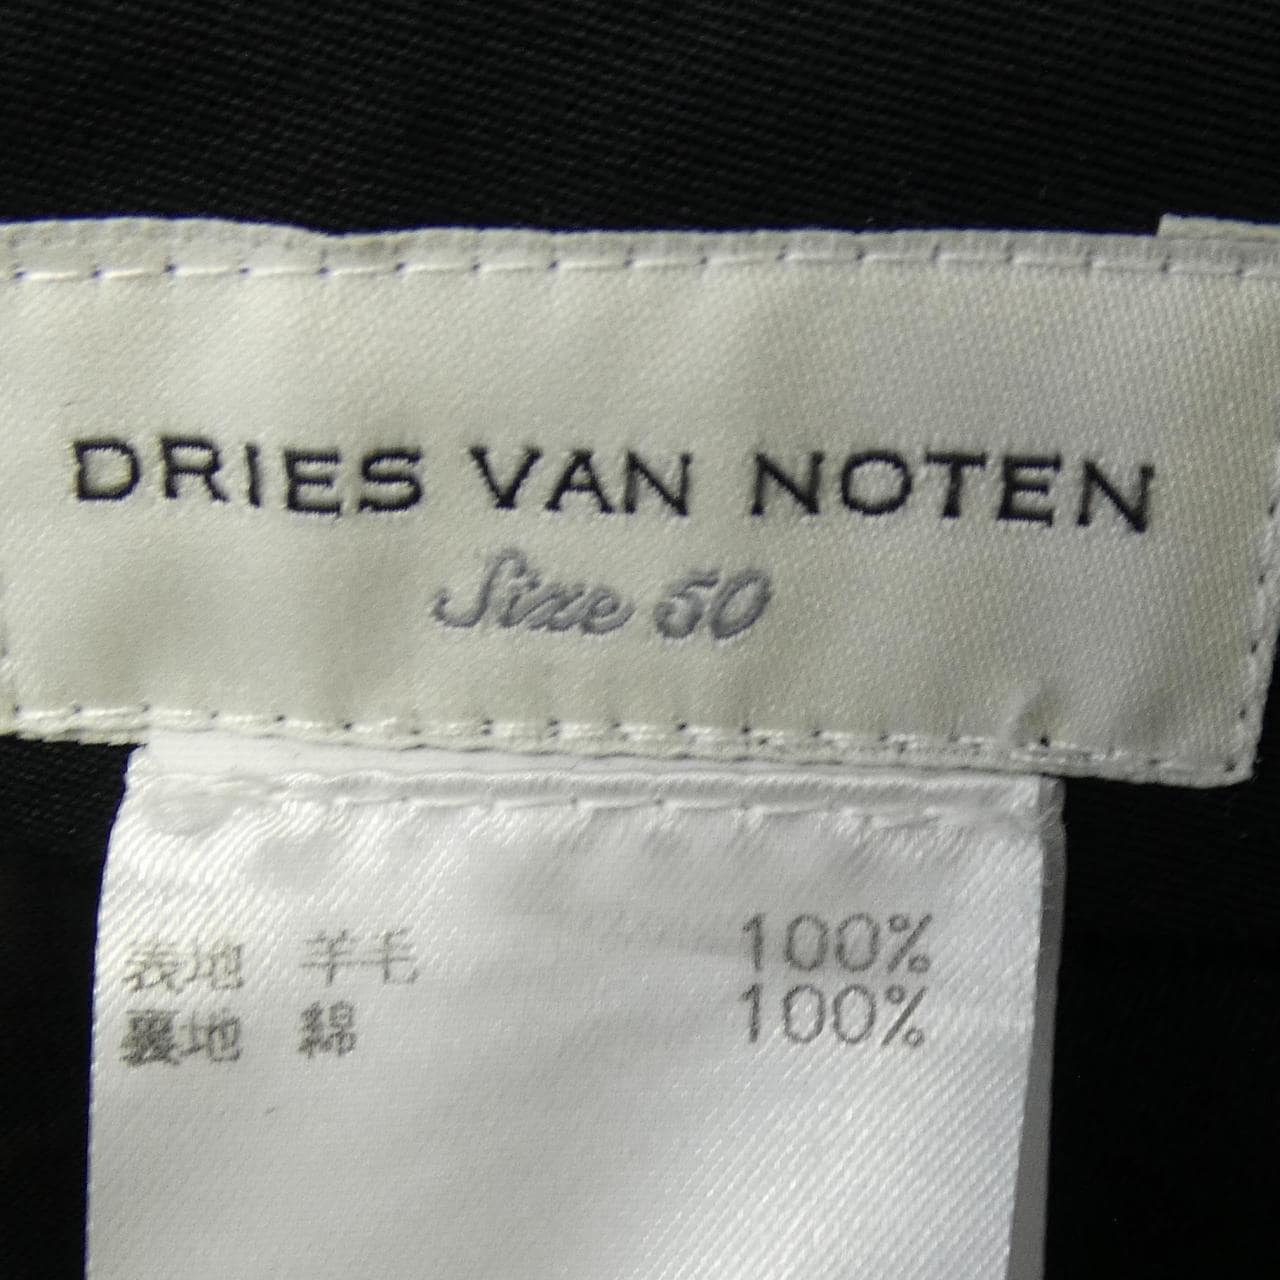 DRIES VAN NOTEN
Size 50
表地 羊毛 100%
裏地 綿 100%